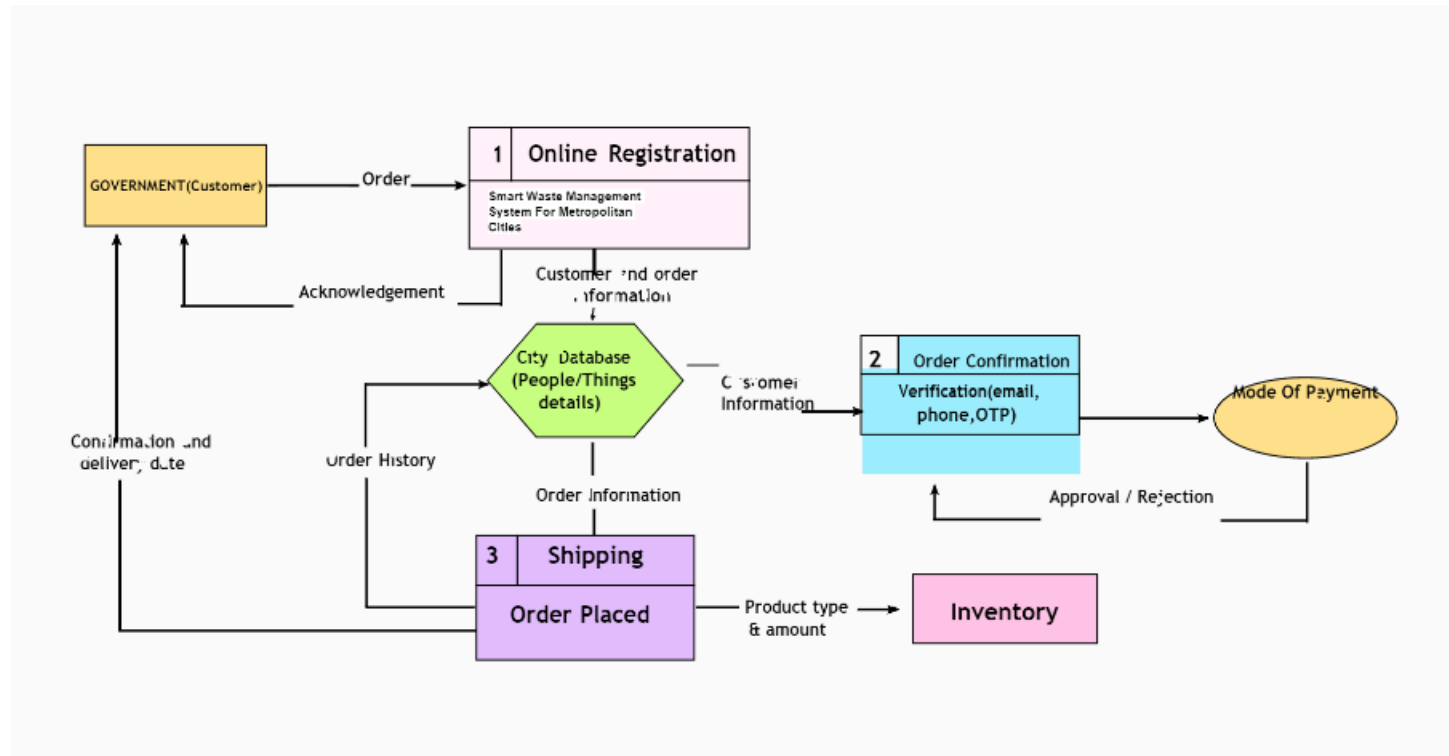 1 Online Registration
GOVERNMENT(Customer)
Order
Smart Waste Management
System For Metropolitan
Cities
Customer and order
information
Acknowledgement
City Database
(People/Things
details)
2 Order Confirmation
Verification(email,
phone,OTP)
Customer
Information
Mode Of Payment
Confirmation and
delivery date
Order History
Order Information
Approval / Rejection
3 Shipping
Order Placed
Product type
& amount
Inventory